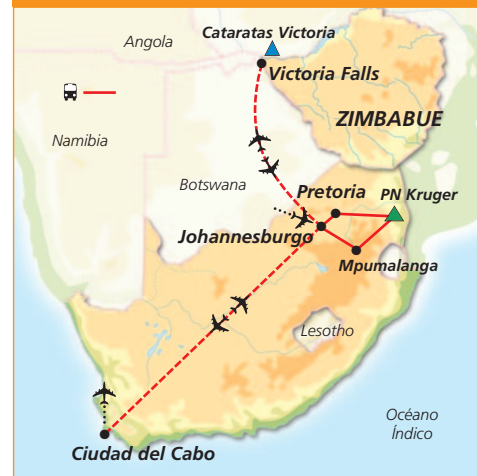 Angola
Cataratas Victoria
Victoria Falls
ZIMBABUE
Namibia
Botswana
Pretoria
PN Kruger
Johannesburgo
Mpumalanga
Lesotho
Océano
Índico
Ciudad del Cabo